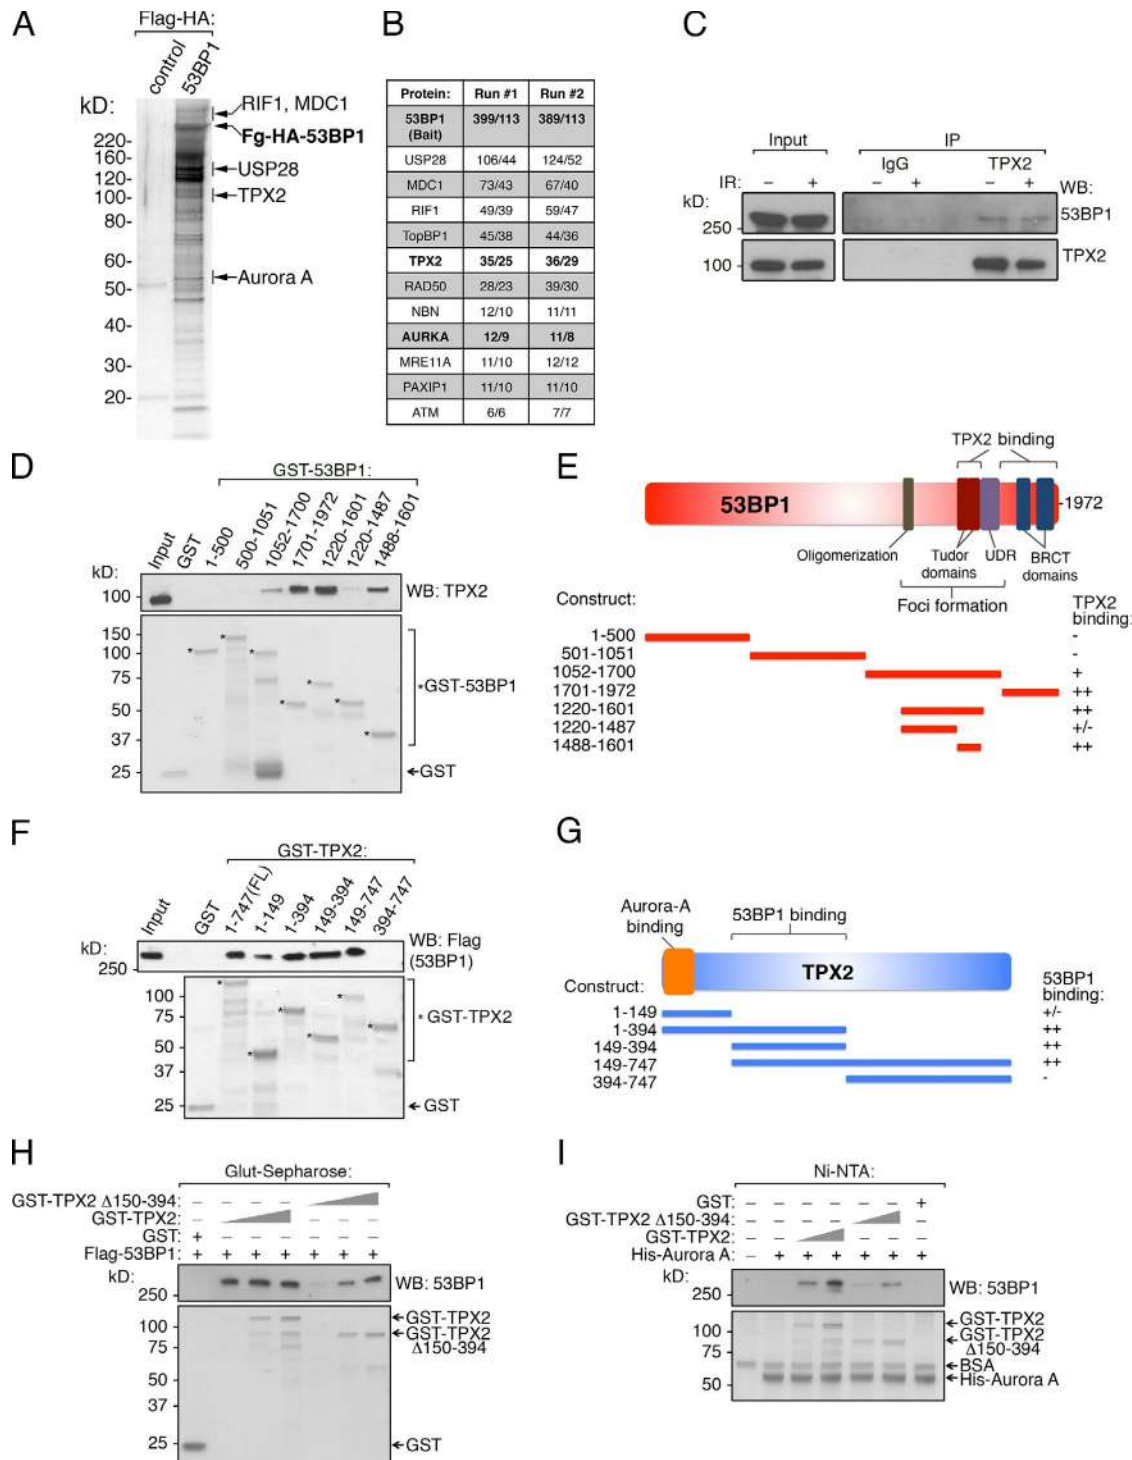 A
Flag-HA:
control
53BP1
kD:
220-
160-
120-
100-
80-
60-
50-
40-
30-
20-
RIF1, MDC1
Fg-HA-53BP1
USP28
TPX2
Aurora A
B
Protein: Run #1 Run #2
53BP1 (Bait) 399/113 389/113
USP28 106/44 124/52
MDC1 73/43 67/40
RIF1 49/39 59/47
TopBP1 45/38 44/36
TPX2 35/25 36/29
RAD50 28/23 39/30
NBN 12/10 11/11
AURKA 12/9 11/8
MRE11A 11/10 12/12
PAXIP1 11/10 11/10
ATM 6/6 7/7
C
Input IP
IgG TPX2
IR: – + – + – + WB:
kD:
250 - 53BP1
100 - TPX2
D
GST-53BP1:
Input
GST
1-500
500-1051
1052-1700
1701-1972
1220-1601
1220-1487
1488-1601
kD:
100 - WB: TPX2
150 -
100 -
75 -
50 -
37 -
25 -
*GST-53BP1
GST
E
TPX2 binding
53BP1 -1972
Oligomerization Tudor domains UDR BRCT domains
Foci formation
Construct: TPX2 binding:
1-500 -
501-1051 -
1052-1700 +
1701-1972 ++
1220-1601 ++
1220-1487 +/-
1488-1601 ++
F
GST-TPX2:
Input
GST
1-747(FL)
1-149
1-394
149-394
149-747
394-747
kD:
250 - WB: Flag (53BP1)
100 -
75 -
50 -
37 -
25 -
* GST-TPX2
GST
G
Aurora-A binding
53BP1 binding
TPX2
Construct: 53BP1 binding:
1-149 +/-
1-394 ++
149-394 ++
149-747 ++
394-747 -
H
Glut-Sepharose:
GST-TPX2 Δ150-394: – – – –
GST-TPX2: – – – –
GST: + – – – – – –
Flag-53BP1: + + + + + + +
kD:
250 - WB: 53BP1
100 -
75 -
50 -
37 -
25 -
GST-TPX2
GST-TPX2 Δ150-394
GST
I
Ni-NTA:
GST: – – – – – – +
GST-TPX2 Δ150-394: – – – – –
GST-TPX2: – – – – –
His-Aurora A: – + + + + + +
kD:
250 - WB: 53BP1
100 -
75 -
50 -
GST-TPX2
GST-TPX2 Δ150-394
BSA
His-Aurora A